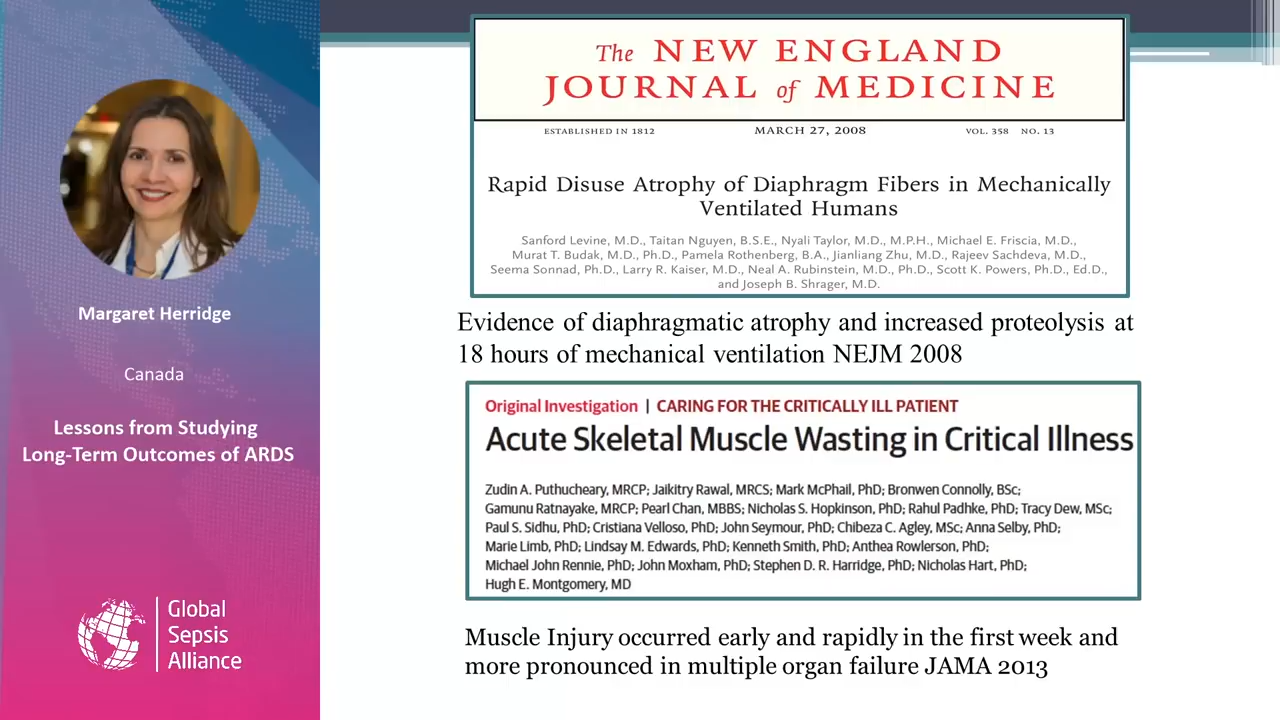 Margaret Herridge
Canada
Lessons from Studying
Long-Term Outcomes of ARDS
Global
Sepsis
Alliance
The NEW ENGLAND
JOURNAL of MEDICINE
ESTABLISHED IN 1812 MARCH 27, 2008 VOL. 358 NO. 13
Rapid Disuse Atrophy of Diaphragm Fibers in Mechanically
Ventilated Humans
Sanford Levine, M.D., Taitan Nguyen, B.S.E., Nyali Taylor, M.D., M.P.H., Michael E. Friscia, M.D.,
Murat T. Budak, M.D., Ph.D., Pamela Rothenberg, B.A., Jianliang Zhu, M.D., Rajeev Sachdeva, M.D.,
Seema Sonnad, Ph.D., Larry R. Kaiser, M.D., Neal A. Rubinstein, M.D., Ph.D., Scott K. Powers, Ph.D., Ed.D.,
and Joseph B. Shrager, M.D.
Evidence of diaphragmatic atrophy and increased proteolysis at
18 hours of mechanical ventilation NEJM 2008
Original Investigation | CARING FOR THE CRITICALLY ILL PATIENT
Acute Skeletal Muscle Wasting in Critical Illness
Zudin A. Puthucheary, MRCP; Jaikitry Rawal, MRCS; Mark McPhail, PhD; Bronwen Connolly, BSc;
Gamunu Ratnayake, MRCP; Pearl Chan, MBBS; Nicholas S. Hopkinson, PhD; Rahul Padhke, PhD; Tracy Dew, MSc;
Paul S. Sidhu, PhD; Cristiana Velloso, PhD; John Seymour, PhD; Chibeza C. Agley, MSc; Anna Selby, PhD;
Marie Limb, PhD; Lindsay M. Edwards, PhD; Kenneth Smith, PhD; Anthea Rowlerson, PhD;
Michael John Rennie, PhD; John Moxham, PhD; Stephen D. R. Harridge, PhD; Nicholas Hart, PhD;
Hugh E. Montgomery, MD
Muscle Injury occurred early and rapidly in the first week and
more pronounced in multiple organ failure JAMA 2013